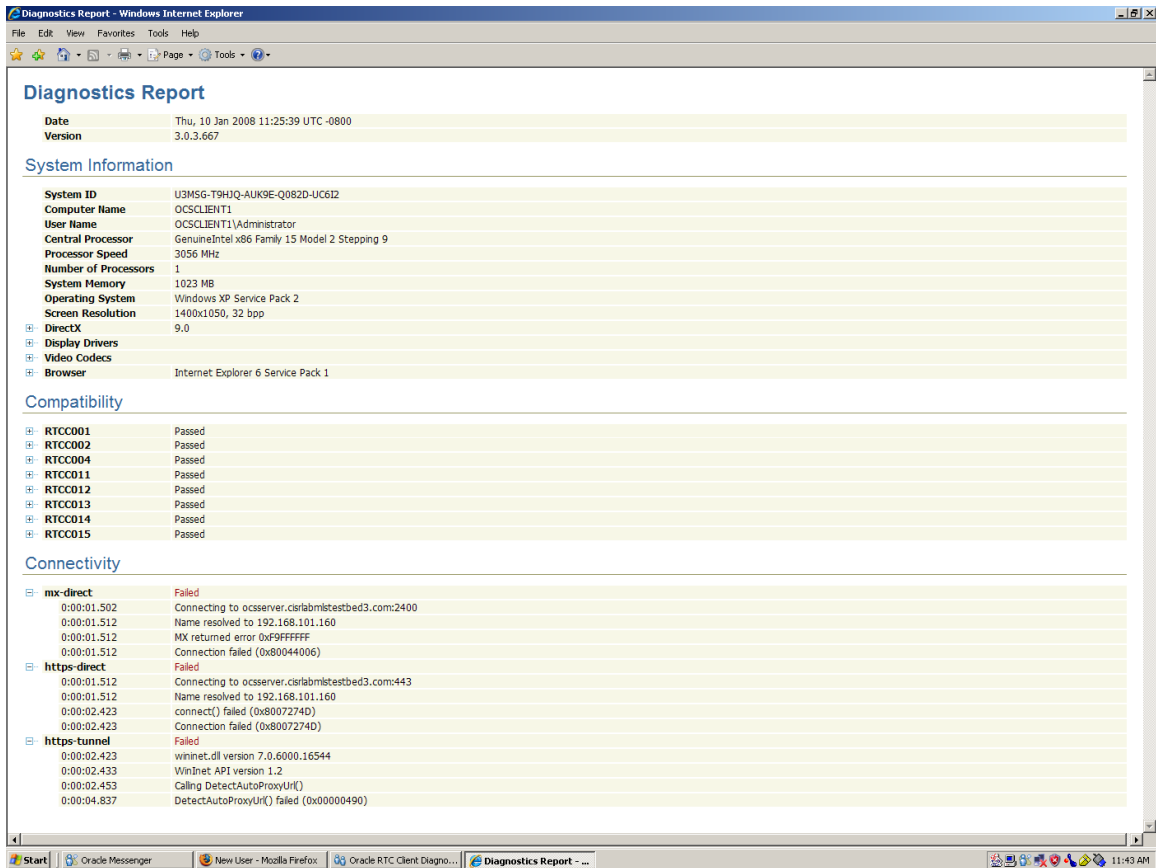 Diagnostics Report - Windows Internet Explorer
File Edit View Favorites Tools Help
Page Tools
Diagnostics Report
Date Thu, 10 Jan 2008 11:25:39 UTC -0800
Version 3.0.3.667
System Information
System ID U3MSG-T9HJQ-AUK9E-Q082D-UC6I2
Computer Name OCSCLIENT1
User Name OCSCLIENT1\Administrator
Central Processor GenuineIntel x86 Family 15 Model 2 Stepping 9
Processor Speed 3056 MHz
Number of Processors 1
System Memory 1023 MB
Operating System Windows XP Service Pack 2
Screen Resolution 1400x1050, 32 bpp
DirectX 9.0
Display Drivers
Video Codecs
Browser Internet Explorer 6 Service Pack 1
Compatibility
RTCC001 Passed
RTCC002 Passed
RTCC004 Passed
RTCC011 Passed
RTCC012 Passed
RTCC013 Passed
RTCC014 Passed
RTCC015 Passed
Connectivity
mx-direct Failed
0:00:01.502 Connecting to ocsserver.cisrlabmlstestbed3.com:2400
0:00:01.512 Name resolved to 192.168.101.160
0:00:01.512 MX returned error 0xF9FFFFFF
0:00:01.512 Connection failed (0x80044006)
https-direct Failed
0:00:01.512 Connecting to ocsserver.cisrlabmlstestbed3.com:443
0:00:01.512 Name resolved to 192.168.101.160
0:00:02.423 connect() failed (0x8007274D)
0:00:02.423 Connection failed (0x8007274D)
https-tunnel Failed
0:00:02.423 wininet.dll version 7.0.6000.16544
0:00:02.433 WinInet API version 1.2
0:00:02.453 Calling DetectAutoProxyUrl()
0:00:04.837 DetectAutoProxyUrl() failed (0x00000490)
Start Oracle Messenger New User - Mozilla Firefox Oracle RTC Client Diagno... Diagnostics Report - ... 11:43 AM